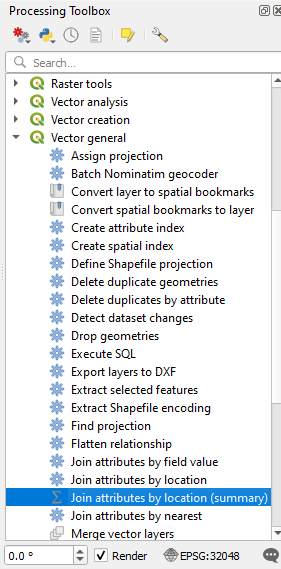 Processing Toolbox
Search...
Raster tools
Vector analysis
Vector creation
Vector general
Assign projection
Batch Nominatim geocoder
Convert layer to spatial bookmarks
Convert spatial bookmarks to layer
Create attribute index
Create spatial index
Define Shapefile projection
Delete duplicate geometries
Delete duplicates by attribute
Detect dataset changes
Drop geometries
Execute SQL
Export layers to DXF
Extract selected features
Extract Shapefile encoding
Find projection
Flatten relationship
Join attributes by field value
Join attributes by location
Join attributes by location (summary)
Join attributes by nearest
Merge vector layers
0.0 ° Render EPSG:32048